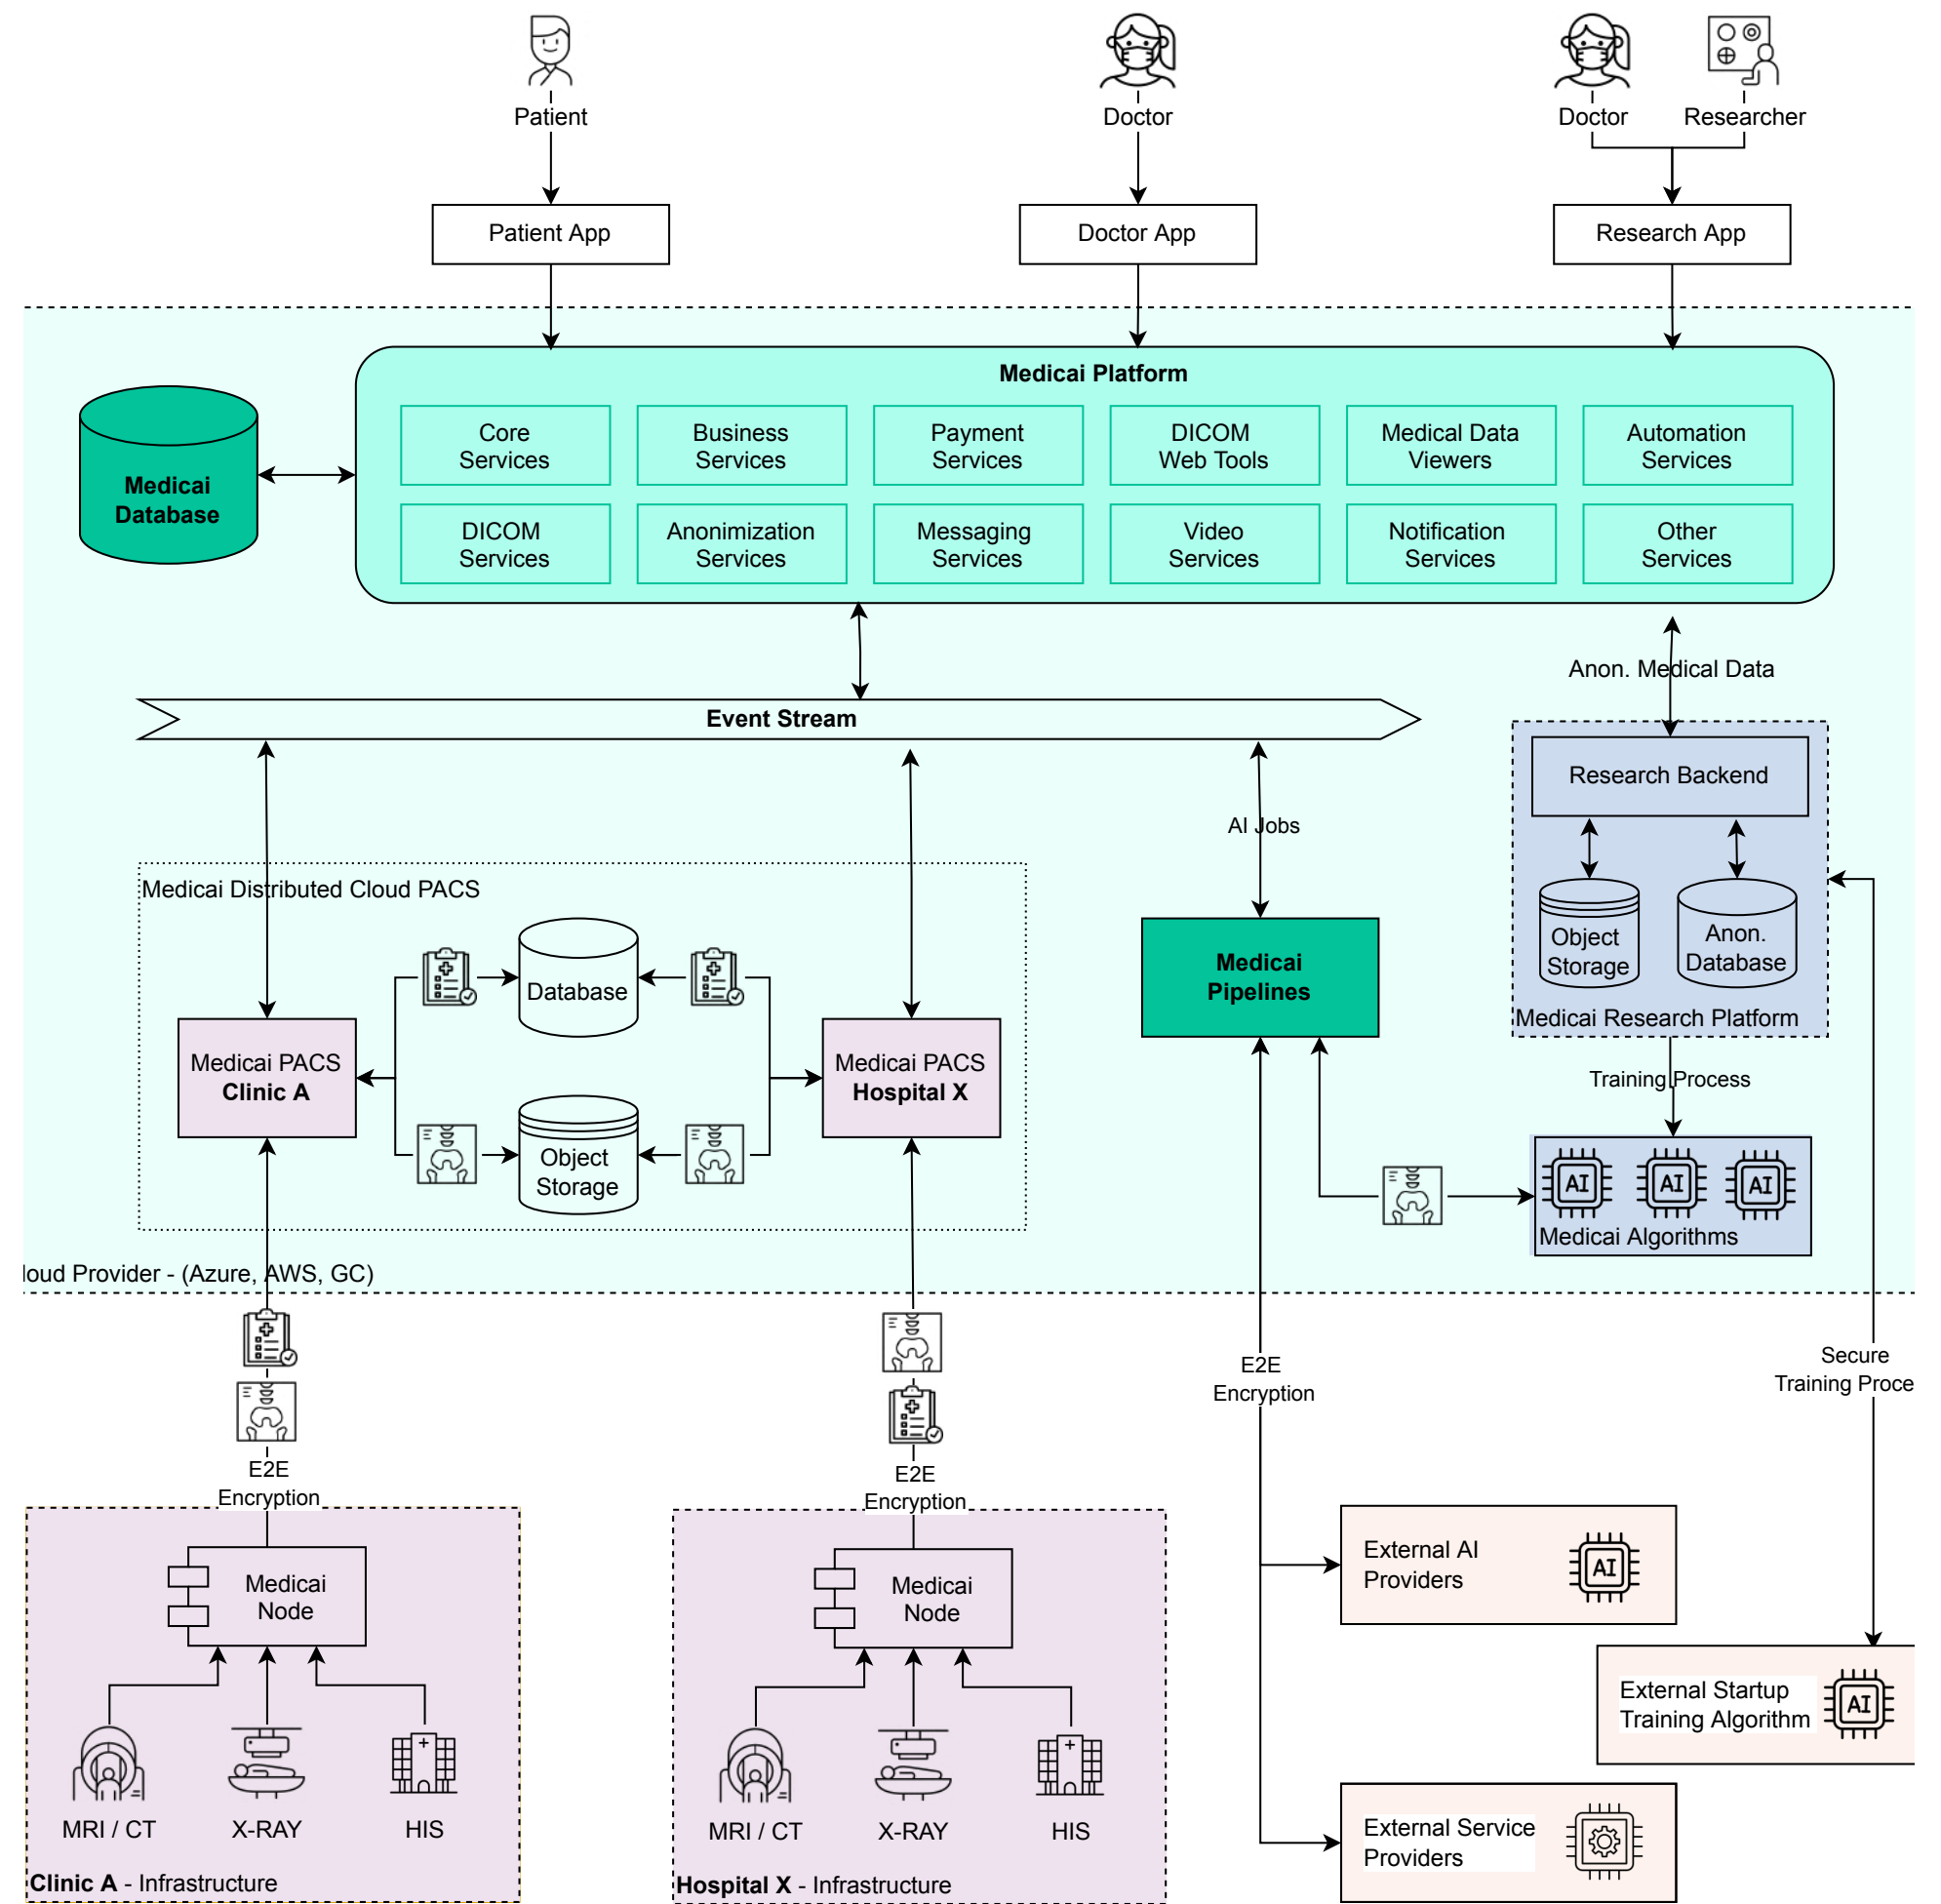 Patient
Doctor
Doctor
Researcher
Patient App
Doctor App
Research App
Medicai Platform
Core
Services
Business
Services
Payment
Services
DICOM
Web Tools
Medical Data
Viewers
Automation
Services
DICOM
Services
Anonimization
Services
Messaging
Services
Video
Services
Notification
Services
Other
Services
Medicai
Database
Anon. Medical Data
Event Stream
Research Backend
AI Jobs
Medicai Distributed Cloud PACS
Database
Medicai
Pipelines
Object
Storage
Anon.
Database
Medicai Research Platform
Medicai PACS
Clinic A
Medicai PACS
Hospital X
Training Process
Object
Storage
AI
AI
AI
Medicai Algorithms
loud Provider - (Azure, AWS, GC)
E2E
Encryption
Secure
Training Proce
E2E
Encryption
E2E
Encryption
Medicai
Node
Medicai
Node
External AI
Providers
AI
External Startup
Training Algorithm
AI
MRI / CT
X-RAY
HIS
MRI / CT
X-RAY
HIS
External Service
Providers
Clinic A - Infrastructure
Hospital X - Infrastructure